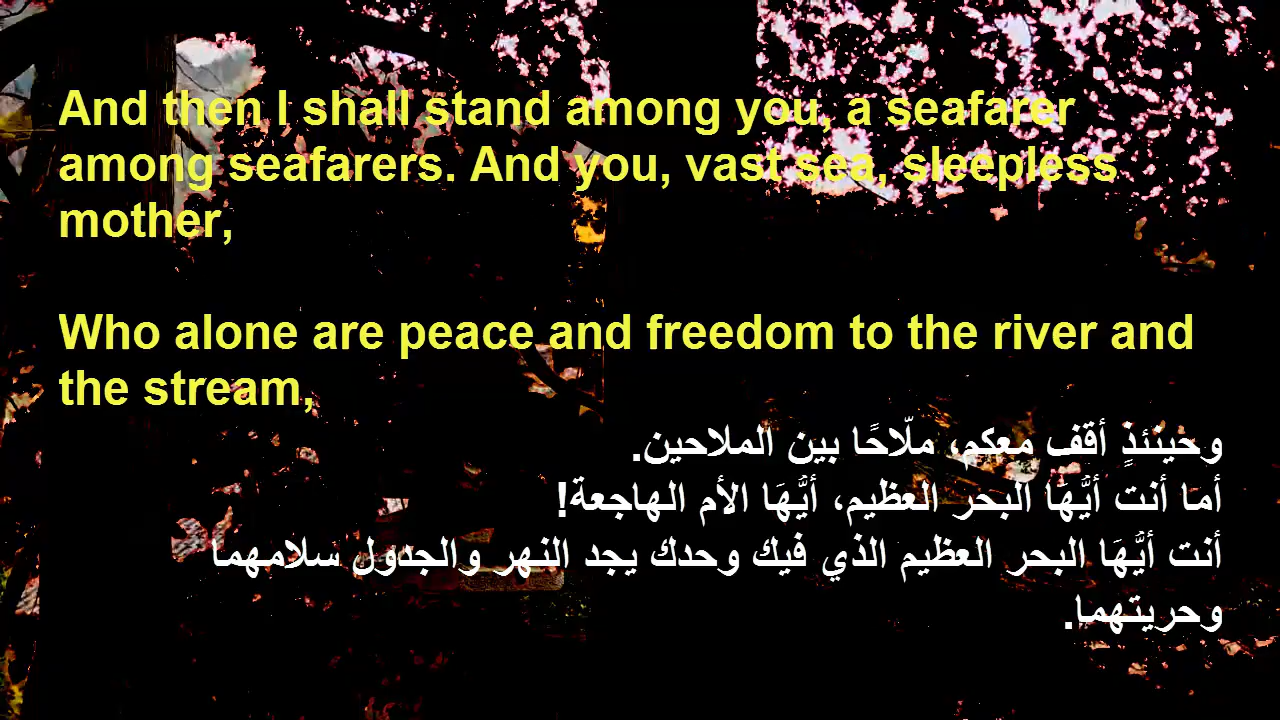 And then I shall stand among you, a seafarer
among seafarers. And you, vast sea, sleepless
mother,
Who alone are peace and freedom to the river and
the stream,
وحينئذٍ أقف معكم، ملّاحًا بين الملاحين.
أما أنت أيَّهَا البحر العظيم، أيَّهَا الأم الهاجعة!
أنت أيَّهَا البحر العظيم الذي فيك وحدك يجد النهر والجدول سلامهما
وحريتهما.